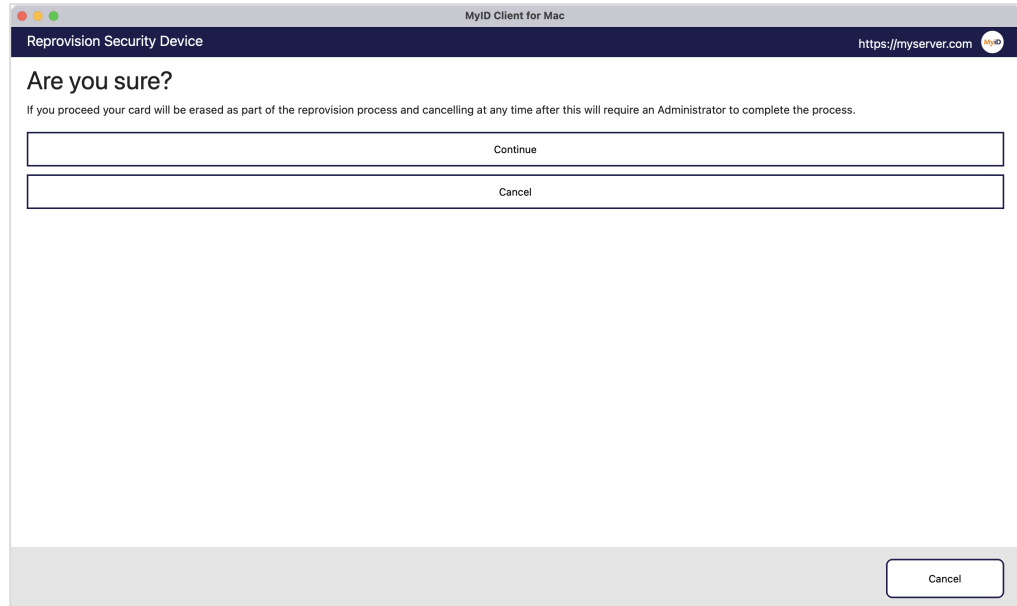 MyID Client for Mac
Reprovision Security Device
https://myserver.com
MyID
Are you sure?
If you proceed your card will be erased as part of the reprovision process and cancelling at any time after this will require an Administrator to complete the process.
Continue
Cancel
Cancel